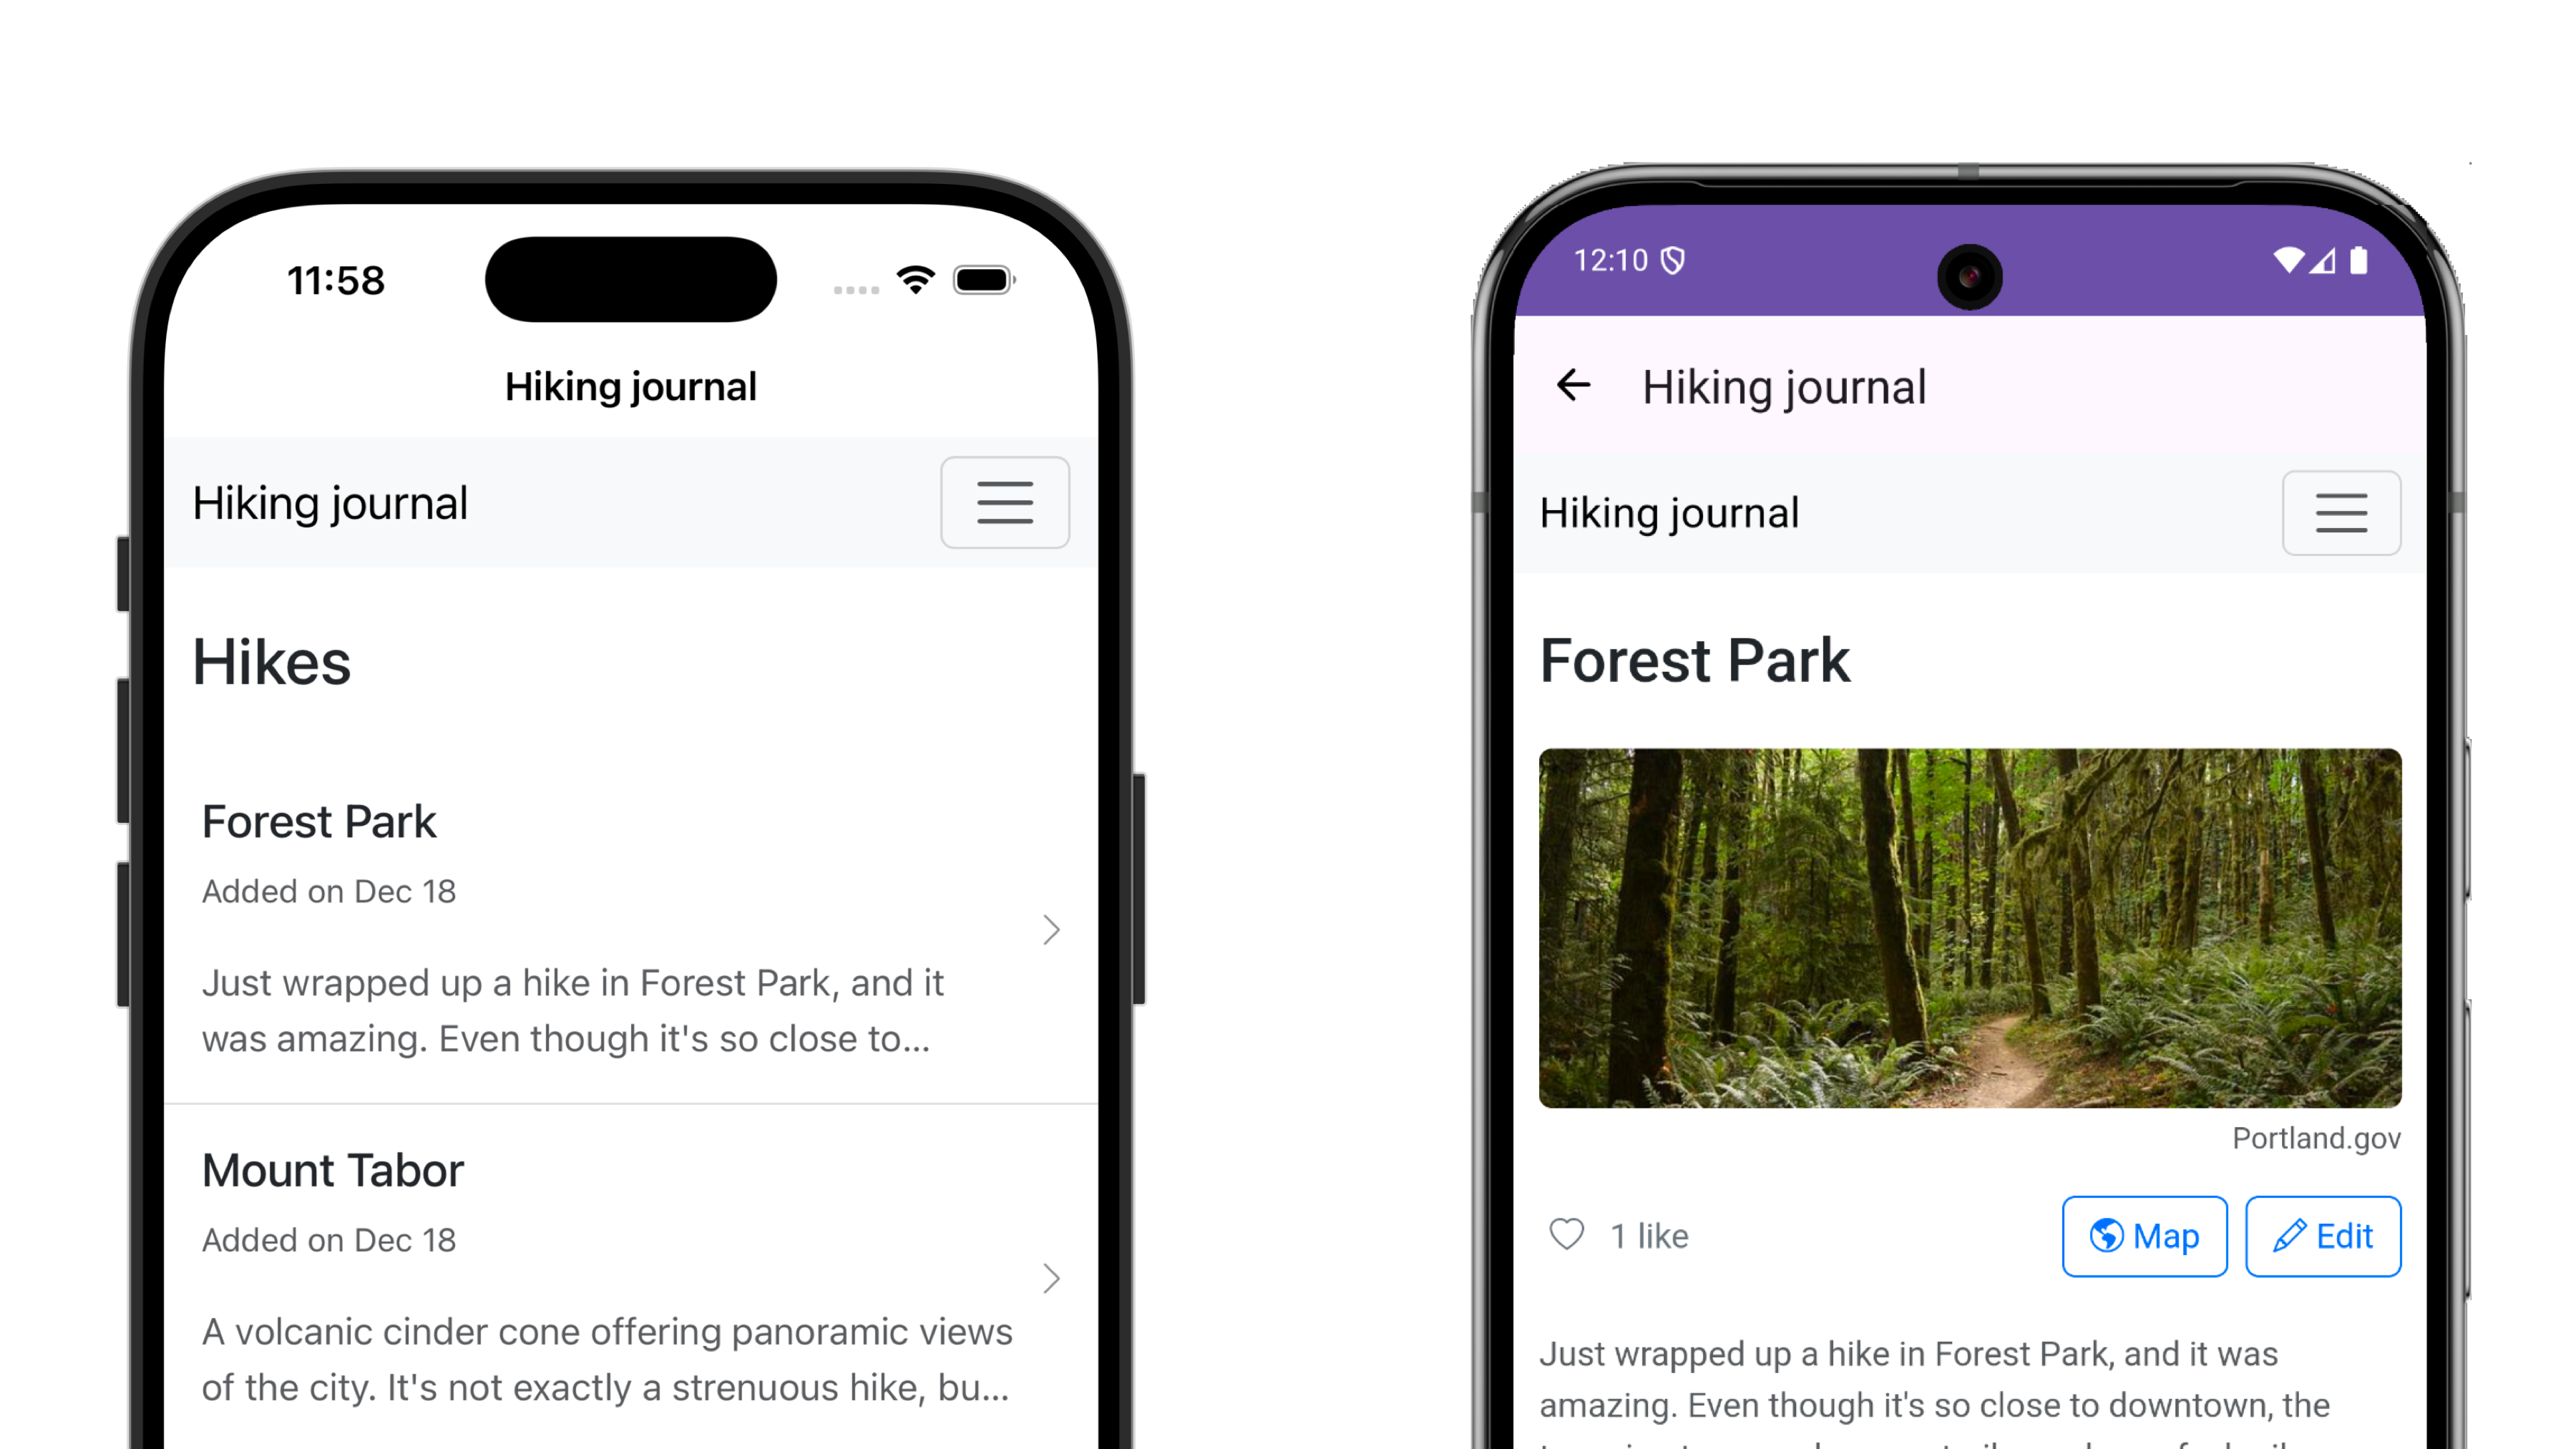 11:58
Hiking journal
Hiking journal
Hikes
Forest Park
Added on Dec 18
Just wrapped up a hike in Forest Park, and it
was amazing. Even though it's so close to...
Mount Tabor
Added on Dec 18
A volcanic cinder cone offering panoramic views
of the city. It's not exactly a strenuous hike, bu...
12:10
Hiking journal
Hiking journal
Forest Park
Portland.gov
1 like
Map
Edit
Just wrapped up a hike in Forest Park, and it was
amazing. Even though it's so close to downtown, the